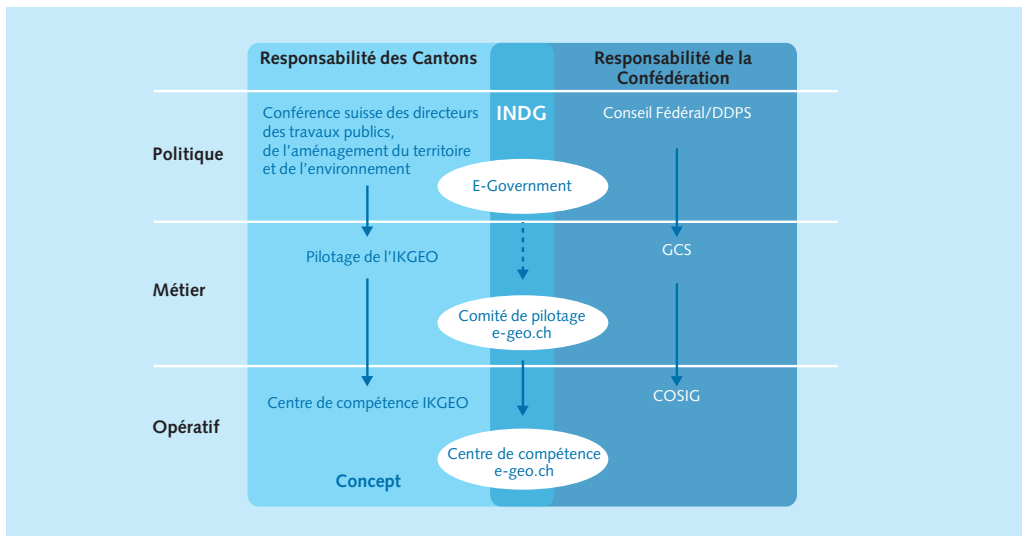 Responsabilité des Cantons
Responsabilité de la
Confédération
Politique
Conférence suisse des directeurs
des travaux publics,
de l'aménagement du territoire
et de l'environnement
INDG
Conseil Fédéral/DDPS
E-Government
Métier
Pilotage de l'IKGEO
GCS
Comité de pilotage
e-geo.ch
Opératif
Centre de compétence IKGEO
COSIG
Centre de compétence
e-geo.ch
Concept